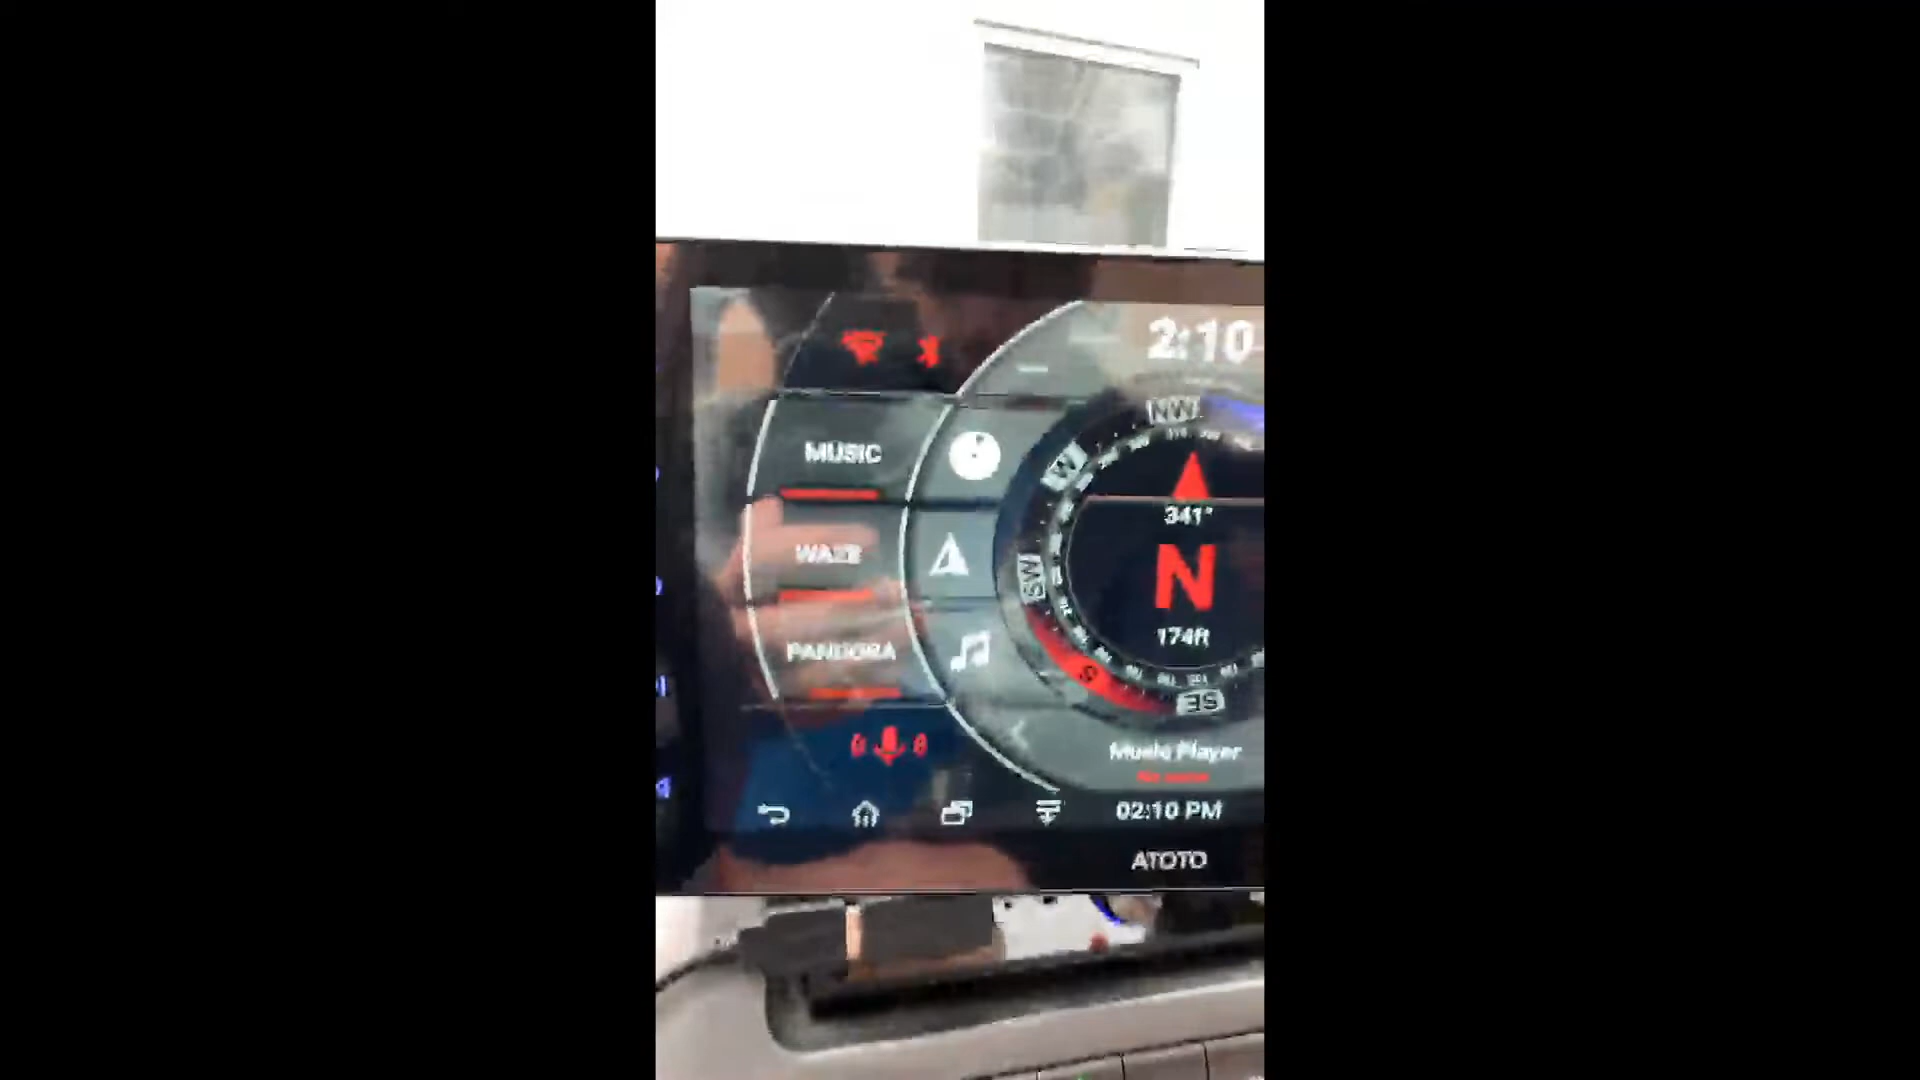 2:10
NW
MUSIC
W
341°
WAZE
N
SW
174ft
PANDORA
S
SE
Music Player
02:10 PM
ATOTO